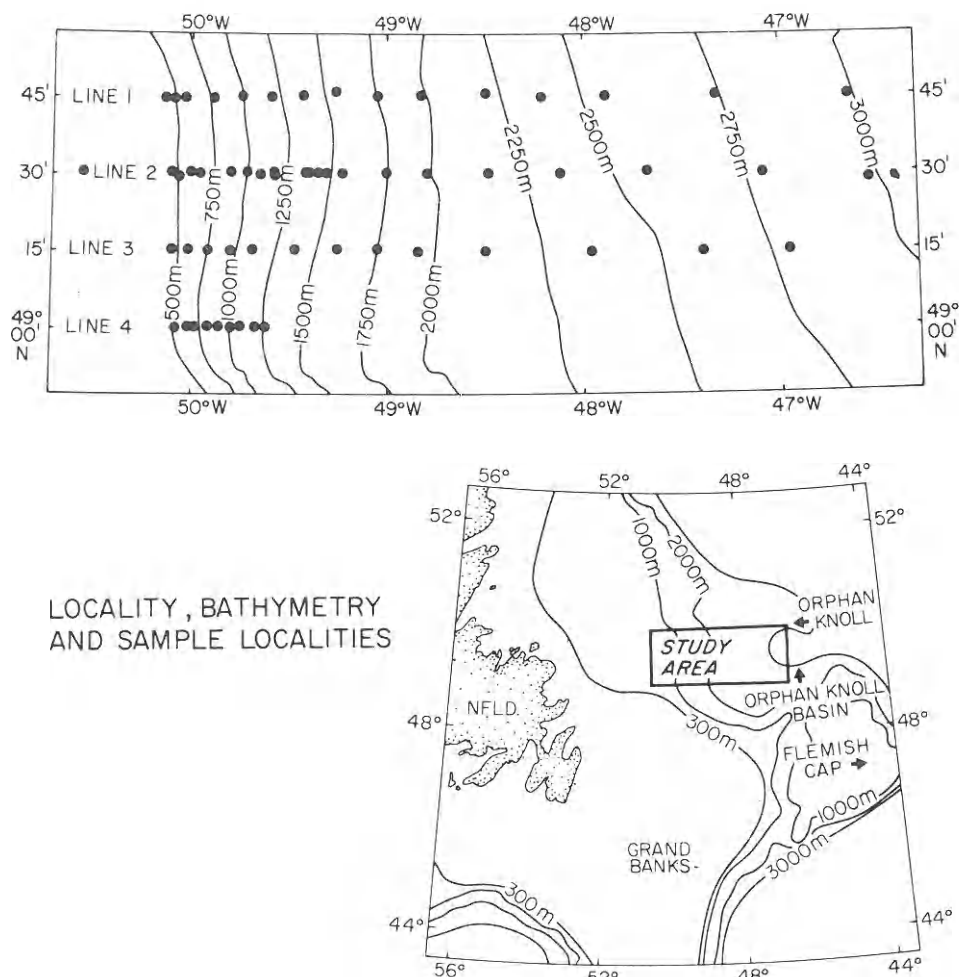 50°W 49°W 48°W 47°W
45' LINE 1 3000m 45'
2250m 2500m 2750m
30' LINE 2 750m 1250m 30'
15' LINE 3 15'
500m 1000m 1500m 1750m 2000m
49° 00' N LINE 4 49° 00' N
50°W 49°W 48°W 47°W
56° 52° 48° 44°
52° 52°
1000m 2000m
LOCALITY, BATHYMETRY
AND SAMPLE LOCALITIES
ORPHAN
KNOLL
STUDY
AREA
NFLD.
ORPHAN KNOLL
BASIN
48° 300m 48°
FLEMISH
CAP
1000m
3000m
GRAND
BANKS-
300m
44° 44°
56° 52° 48° 44°